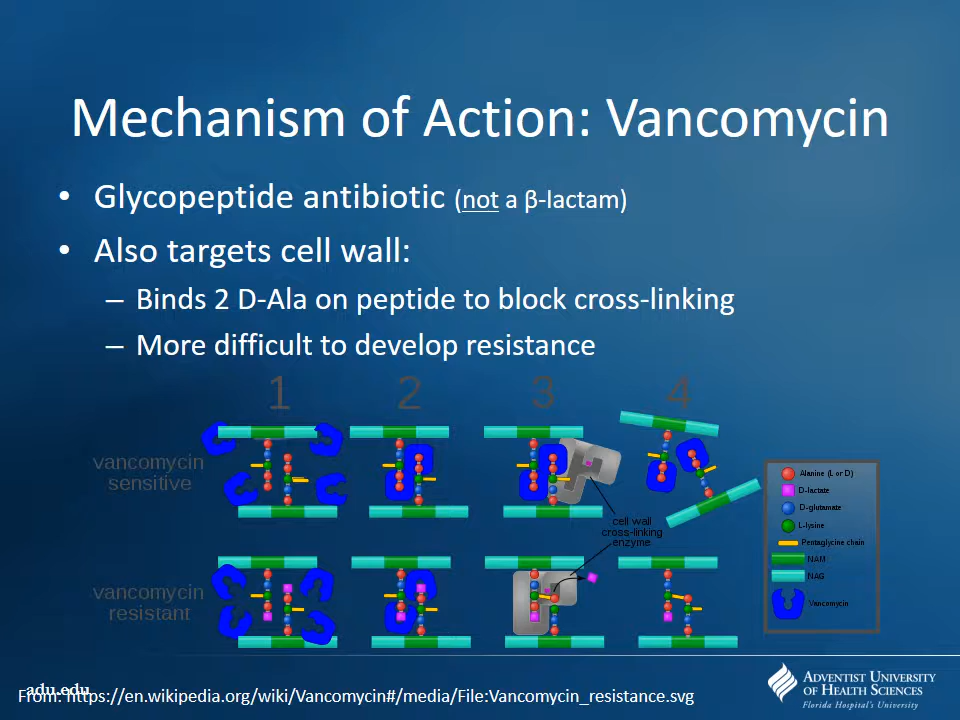 Mechanism of Action: Vancomycin
• Glycopeptide antibiotic (not a β-lactam)
• Also targets cell wall:
– Binds 2 D-Ala on peptide to block cross-linking
– More difficult to develop resistance
1 2 3 4
vancomycin
sensitive
cell wall
cross-linking
enzyme
vancomycin
resistant
Alanine (L or D)
D-lactate
D-glutamate
L-lysine
Pentaglycine chain
NAM
NAG
Vancomycin
adu.edu
From: https://en.wikipedia.org/wiki/Vancomycin#/media/File:Vancomycin_resistance.svg
ADVENTIST UNIVERSITY
OF HEALTH SCIENCES
Florida Hospital's University